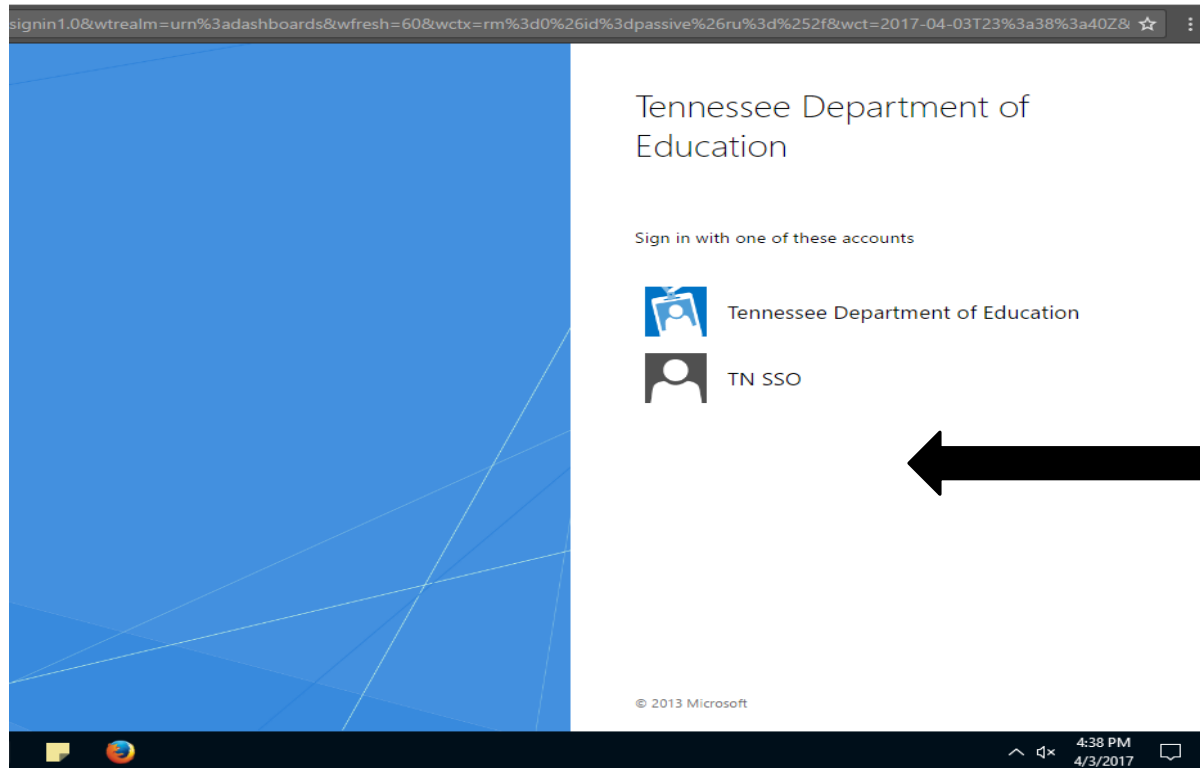 signin1.0&wtrealm=urn%3adashboards&wfresh=60&wctx=rm%3d0%26id%3dpassive%26ru%3d%252f&wct=2017-04-03T23%3a38%3a40Z&
Tennessee Department of
Education
Sign in with one of these accounts
Tennessee Department of Education
TN SSO
© 2013 Microsoft
4:38 PM
4/3/2017